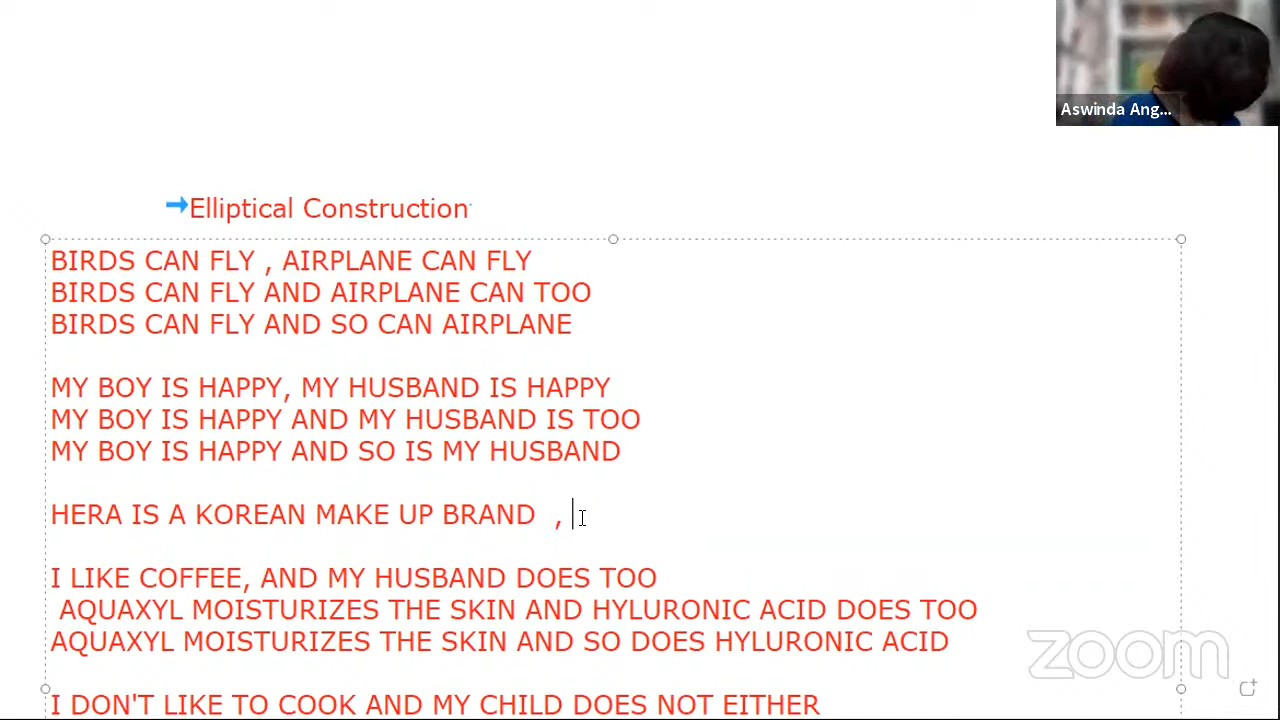 Aswinda Ang...
➞Elliptical Construction
BIRDS CAN FLY , AIRPLANE CAN FLY
BIRDS CAN FLY AND AIRPLANE CAN TOO
BIRDS CAN FLY AND SO CAN AIRPLANE
MY BOY IS HAPPY, MY HUSBAND IS HAPPY
MY BOY IS HAPPY AND MY HUSBAND IS TOO
MY BOY IS HAPPY AND SO IS MY HUSBAND
HERA IS A KOREAN MAKE UP BRAND  ,
I LIKE COFFEE, AND MY HUSBAND DOES TOO
AQUAXYL MOISTURIZES THE SKIN AND HYLURONIC ACID DOES TOO
AQUAXYL MOISTURIZES THE SKIN AND SO DOES HYLURONIC ACID
zoom
I DON'T LIKE TO COOK AND MY CHILD DOES NOT EITHER